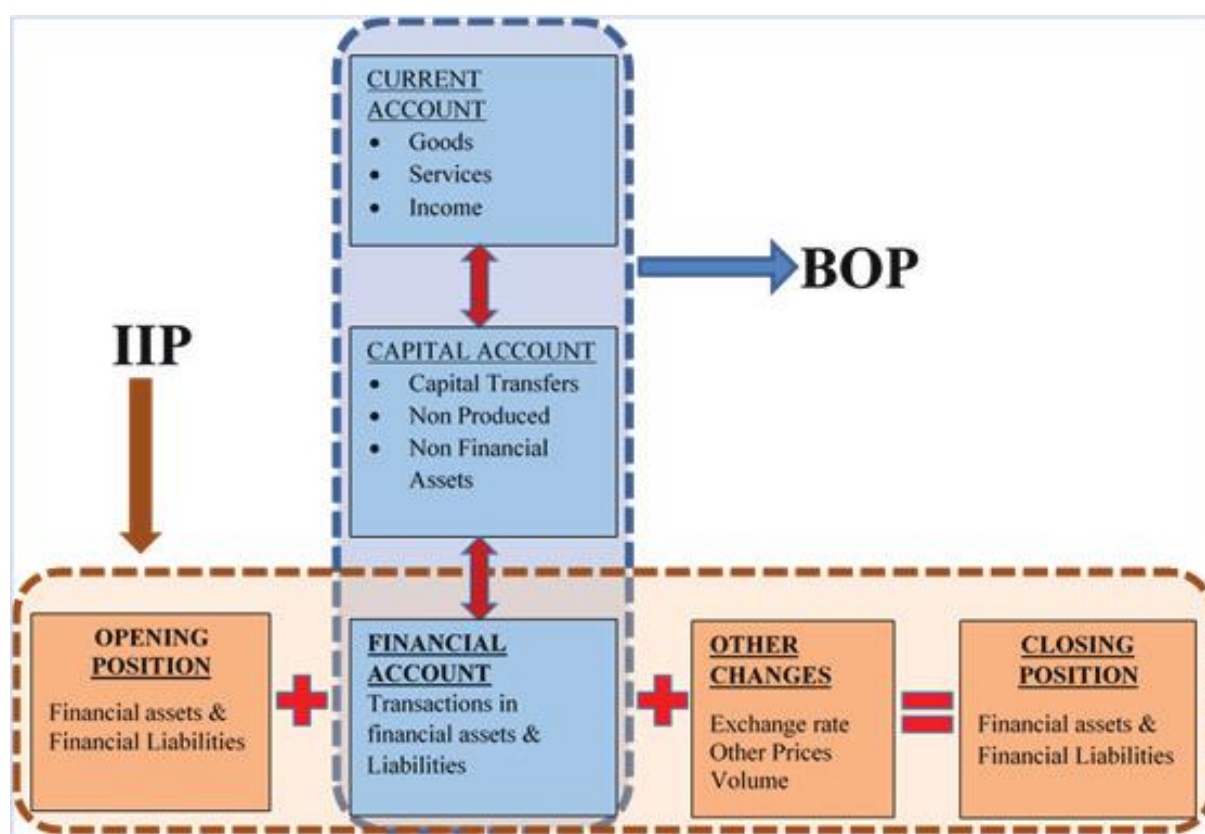 CURRENT
ACCOUNT
• Goods
• Services
• Income
BOP
IIP
CAPITAL ACCOUNT
• Capital Transfers
• Non Produced
• Non Financial
Assets
OPENING
POSITION
Financial assets &
Financial Liabilities
FINANCIAL
ACCOUNT
Transactions in
financial assets &
Liabilities
OTHER
CHANGES
Exchange rate
Other Prices
Volume
CLOSING
POSITION
Financial assets &
Financial Liabilities